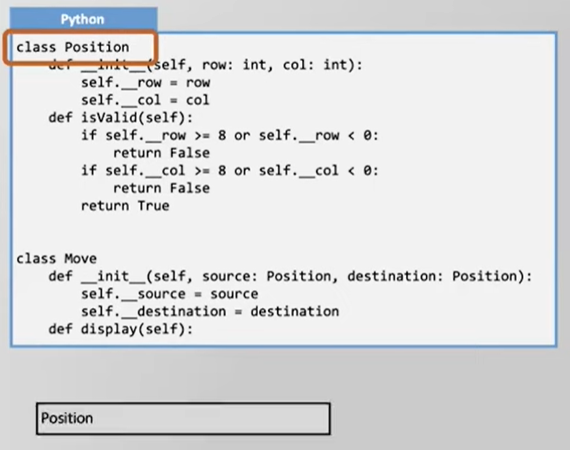 Python
class Position
    def __init__(self, row: int, col: int):
        self.__row = row
        self.__col = col
    def isValid(self):
        if self.__row >= 8 or self.__row < 0:
            return False
        if self.__col >= 8 or self.__col < 0:
            return False
        return True
class Move
    def __init__(self, source: Position, destination: Position):
        self.__source = source
        self.__destination = destination
    def display(self):
Position